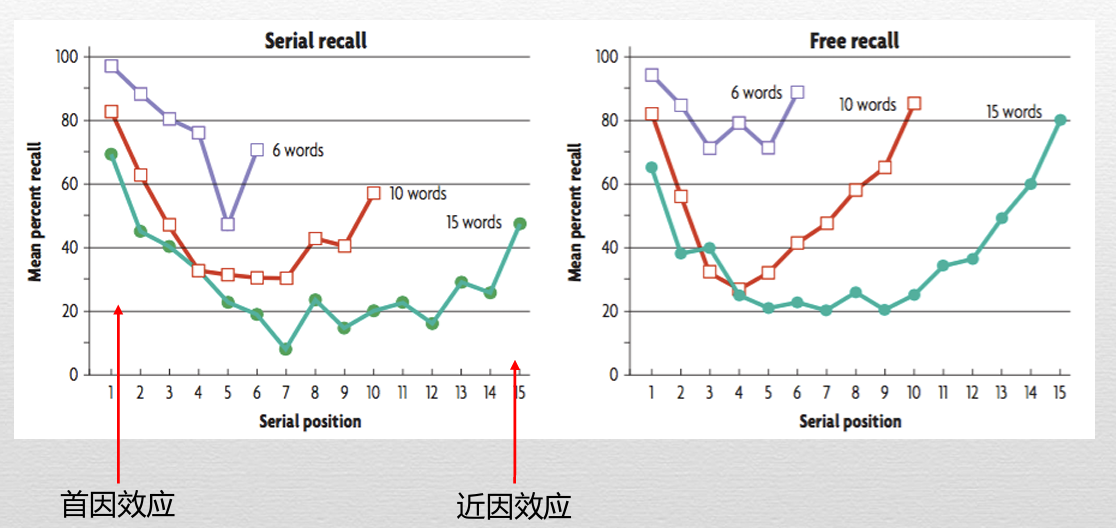 Serial recall
Mean percent recall
100
80
60
40
20
0
6 words
10 words
15 words
1 2 3 4 5 6 7 8 9 10 11 12 13 14 15
Serial position
Free recall
Mean percent recall
100
80
60
40
20
0
6 words
10 words
15 words
1 2 3 4 5 6 7 8 9 10 11 12 13 14 15
Serial position
首因效应
近因效应